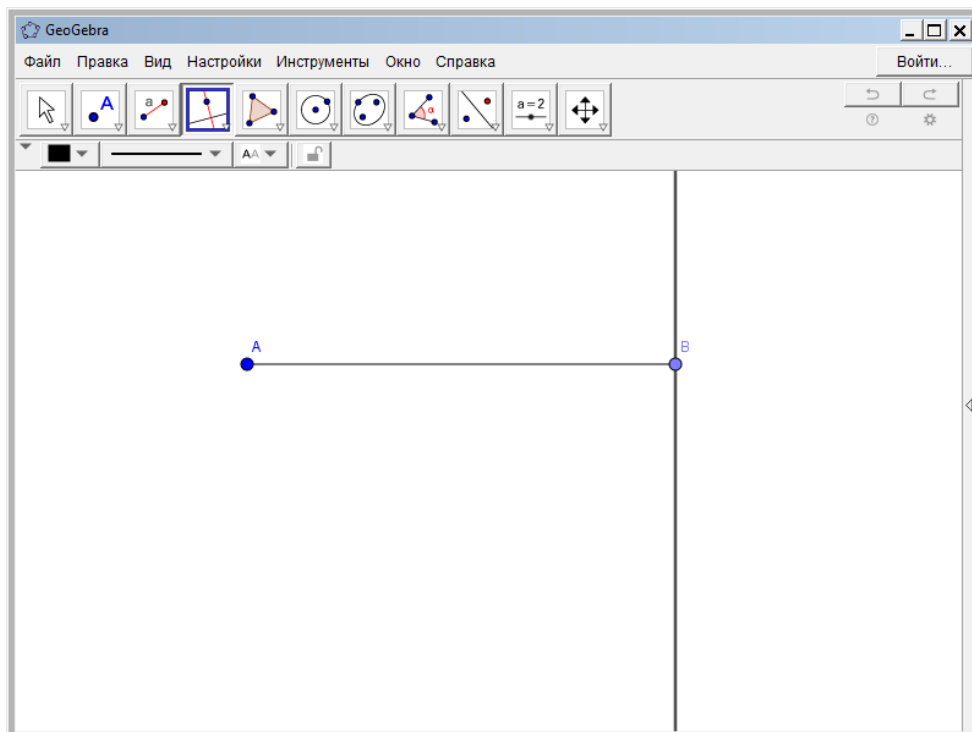 GeoGebra
Файл Правка Вид Настройки Инструменты Окно Справка Войти...
A a α a=2
AA
A B